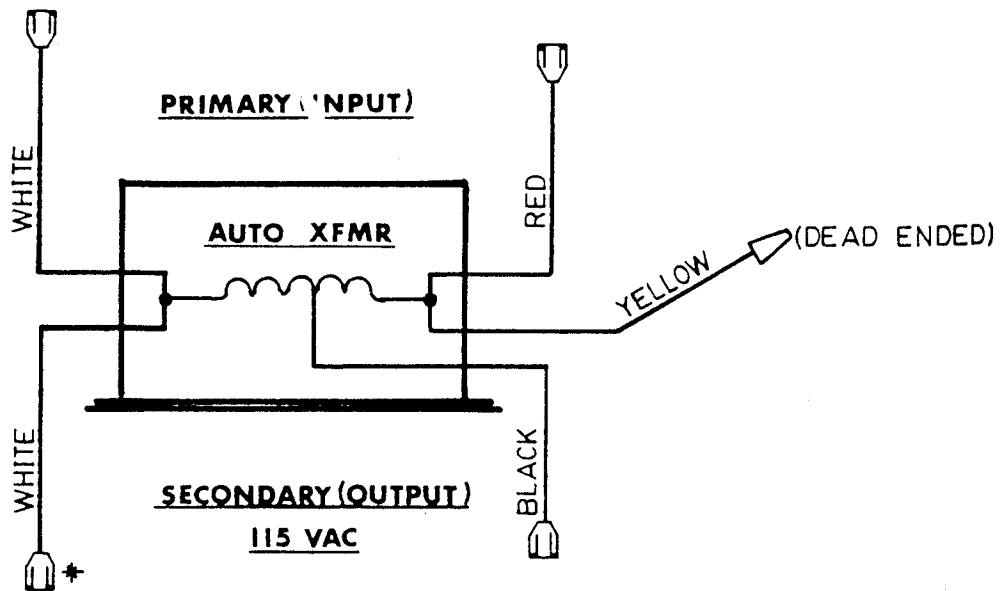 PRIMARY (INPUT)
WHITE
RED
AUTO XFMR
(DEAD ENDED)
YELLOW
WHITE
BLACK
SECONDARY (OUTPUT)
115 VAC
*